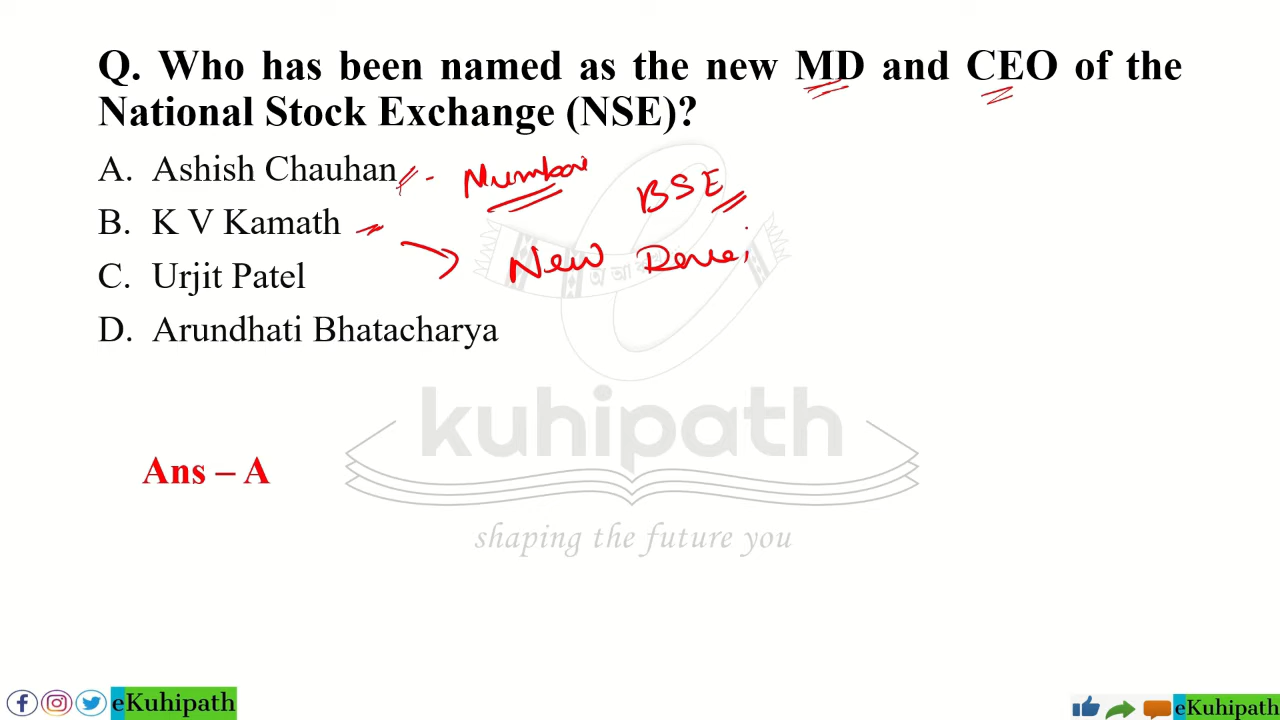 Q. Who has been named as the new MD and CEO of the
National Stock Exchange (NSE)?
A. Ashish Chauhan
Mumbai
BSE
B. K V Kamath
New
C. Urjit Patel
D. Arundhati Bhatacharya
অ আ ক
kuhipath
Ans – A
shaping the future you
eKuhipath
eKuhipath